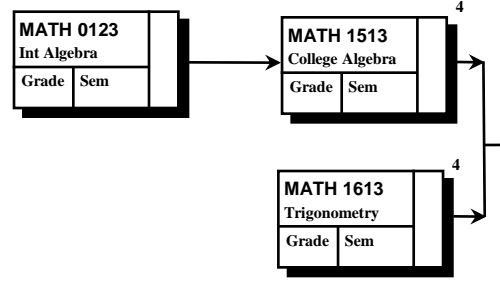 MATH 0123
Int Algebra
Grade Sem
4
MATH 1513
College Algebra
Grade Sem
4
MATH 1613
Trigonometry
Grade Sem